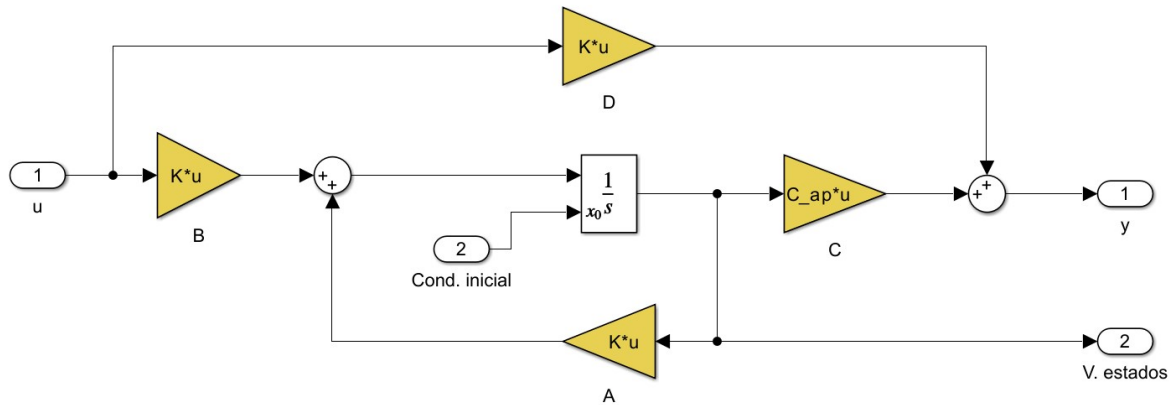 K*u
D
1
u
K*u
B
+
+
1
x0 s
2
Cond. inicial
C_ap*u
C
+
+
1
y
K*u
A
2
V. estados